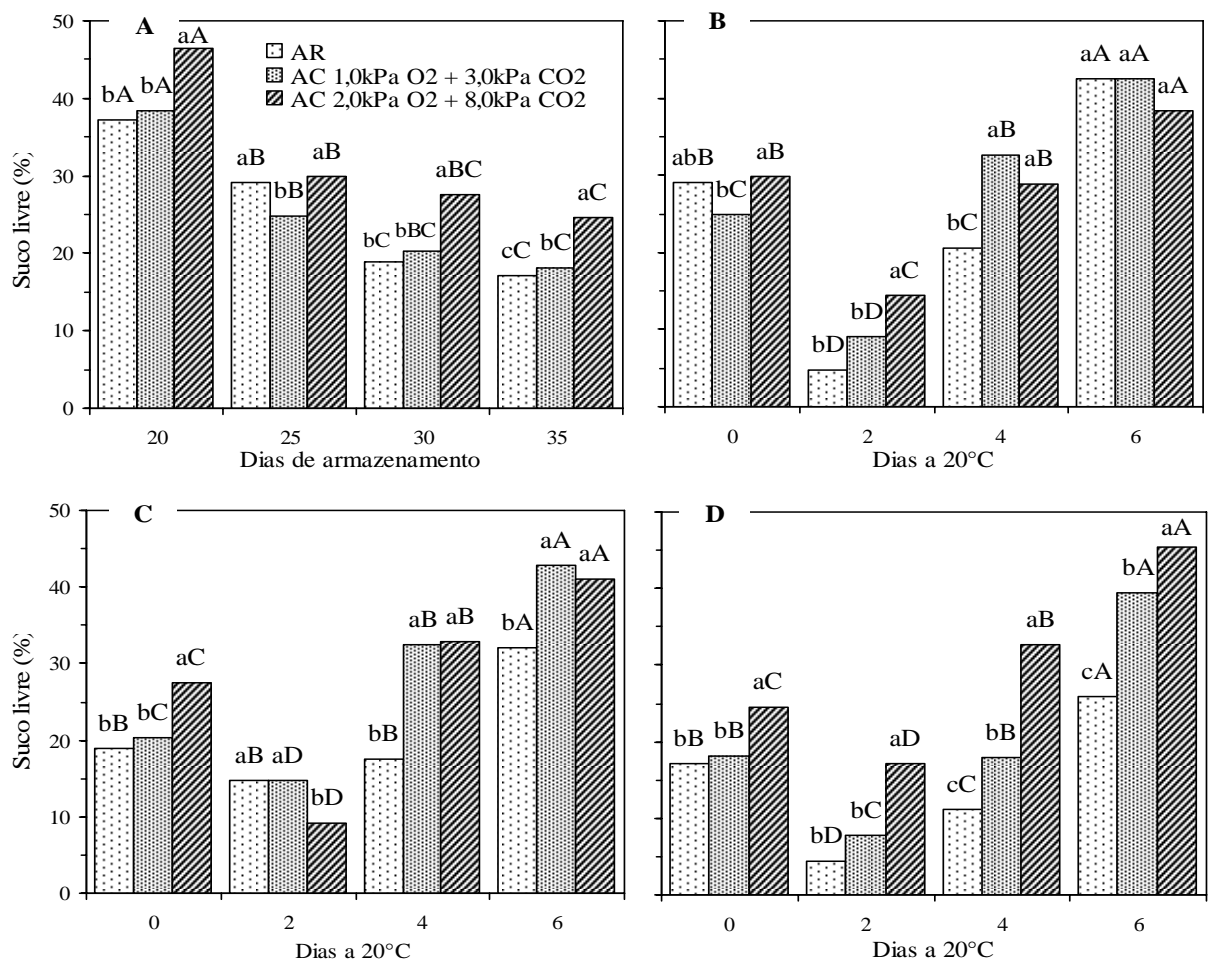 A
AR
AC 1,0kPa O2 + 3,0kPa CO2
AC 2,0kPa O2 + 8,0kPa CO2
Suco livre (%)
50
40
30
20
10
0
bA bA aA
aB bB aB
bC bBC aBC
cC bC aC
20 25 30 35
Dias de armazenamento
B
abB bC aB
bD bD aC
bC aB aB
aA aA aA
0 2 4 6
Dias a 20°C
C
Suco livre (%)
50
40
30
20
10
0
bB bC aC
aB aD bD
bB aB aB
bA aA aA
0 2 4 6
Dias a 20°C
D
bB bB aC
bD bC aD
cC bB aB
cA bA aA
0 2 4 6
Dias a 20°C